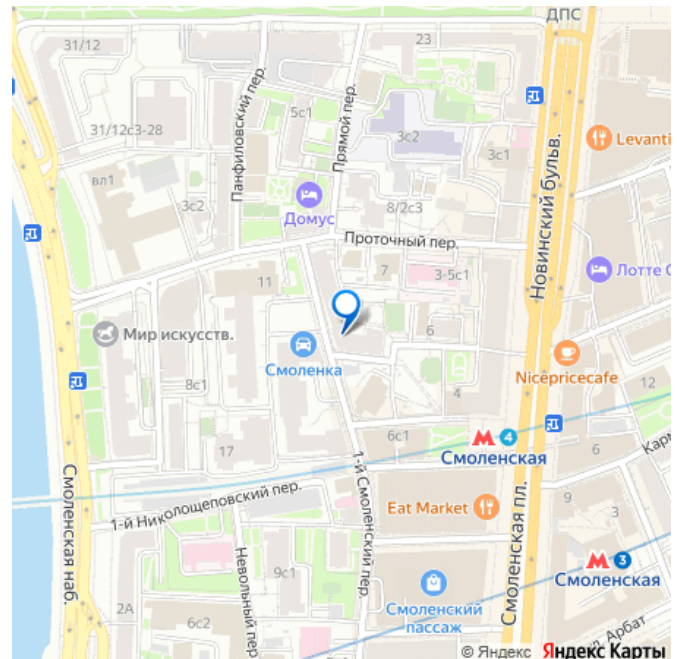 ДПС
31/12
23
5с1
Прямой пер.
Панфиловский пер.
31/12с3-28
3с2
3с1
Levanti
Новинский бульв.
вл1
3с2
Домус
8/2с3
Проточный пер.
11
7
3-5с1
Лотте
Мир искусств.
6
Смоленка
8с1
Nicepricecafe
4
12
17
6с1
М 4
Смоленская
6
Смоленская наб.
1-й Николощеповский пер.
1-й Смоленский пер.
Eat Market
Смоленская пл.
9
3
М 3
Смоленская
Невольный пер
9с1
2А
6с2
Смоленский
пассаж
Арбат
© Яндекс Яндекс Карты